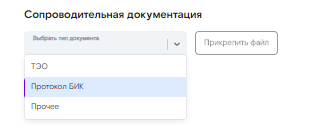 Сопроводительная документация
Выбрать тип документа
Прикрепить файл
ТЭО
Протокол БИК
Прочее